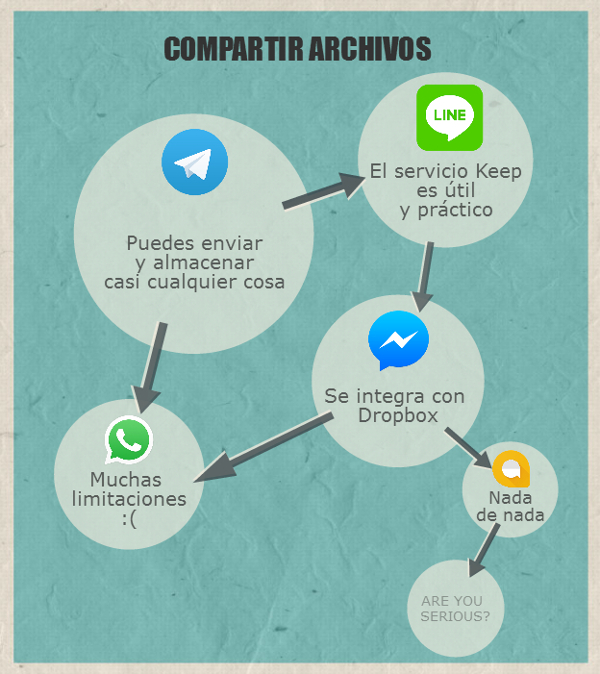 COMPARTIR ARCHIVOS
LINE
El servicio Keep
es útil
y práctico
Puedes enviar
y almacenar
casi cualquier cosa
Se integra con
Dropbox
Muchas
limitaciones
:(
Nada
de nada
ARE YOU
SERIOUS?